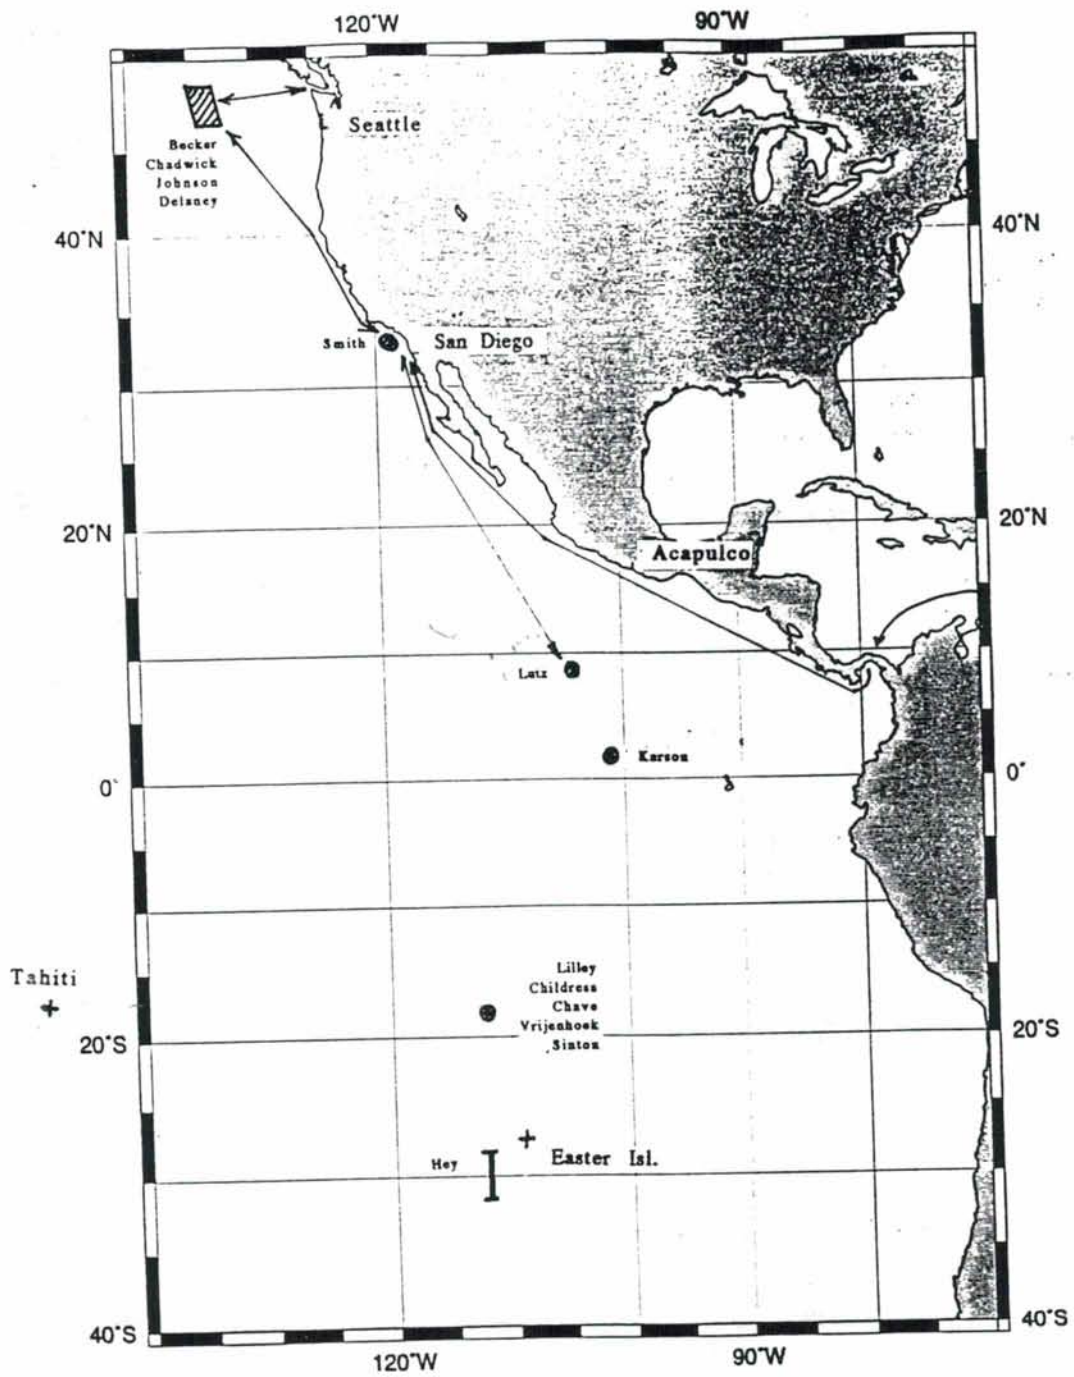 120°W
90°W
Seattle
Becker
Chadwick
Johnson
Delaney
40°N
40°N
Smith
San Diego
20°N
20°N
Acapulco
Lutz
Karson
0°
0°
Tahiti
Lilley
Childress
Chave
Vrijenhoek
Sinton
20°S
20°S
Hey
Easter Isl.
40°S
40°S
120°W
90°W